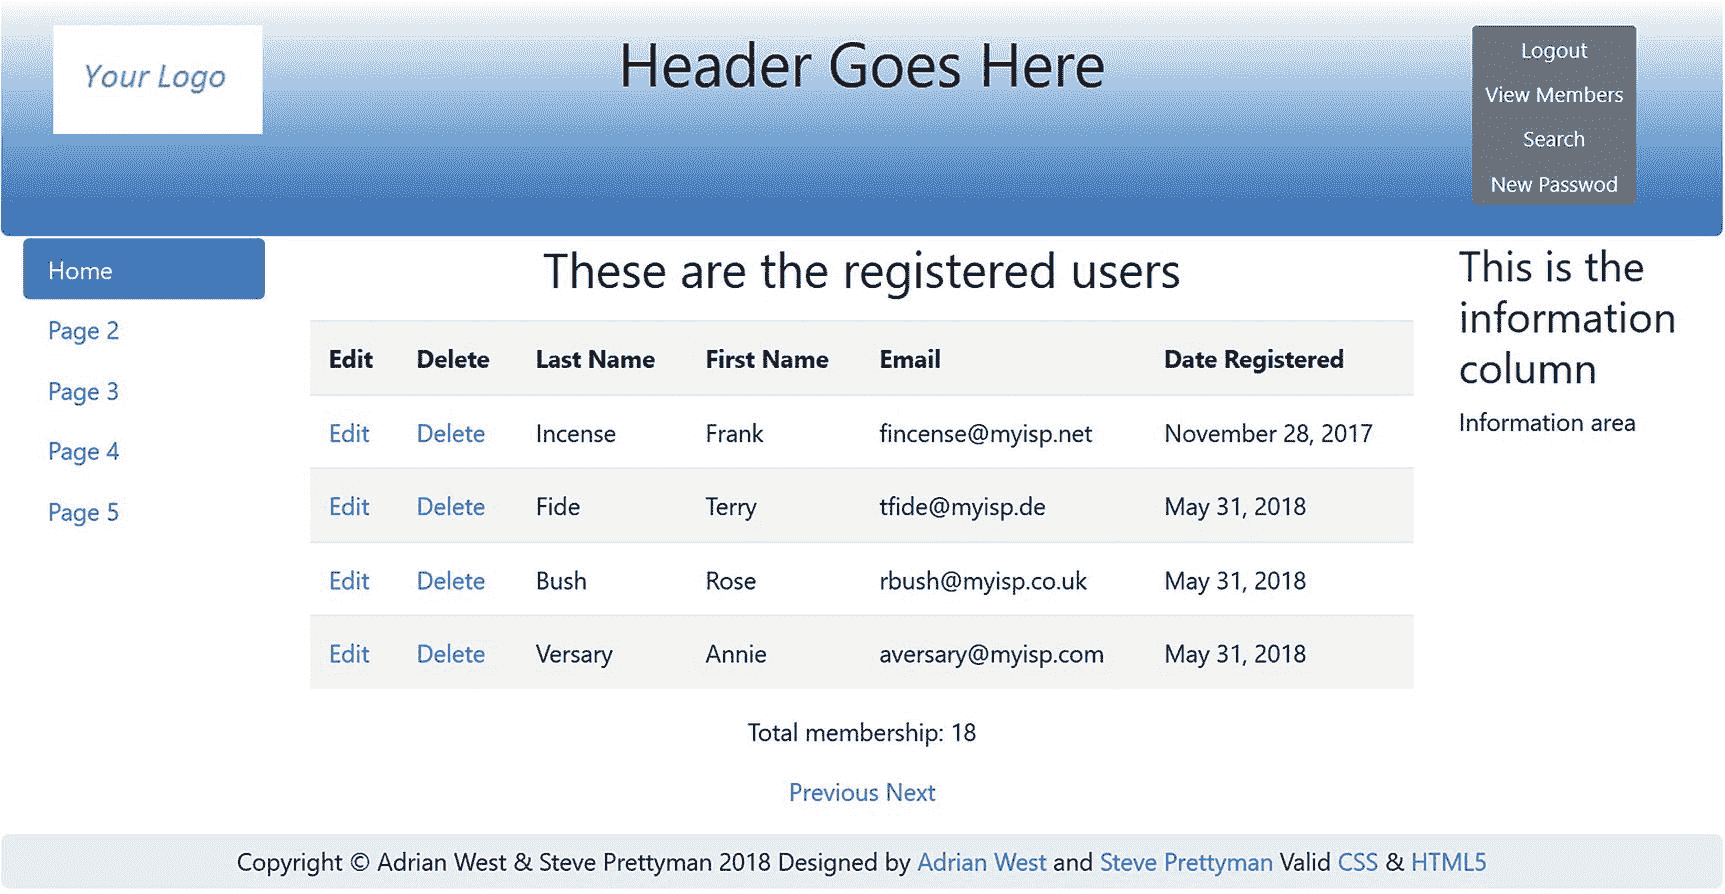 Your Logo
Header Goes Here
Logout
View Members
Search
New Passwod
Home
Page 2
Page 3
Page 4
Page 5
These are the registered users
Edit Delete Last Name First Name Email Date Registered
Edit Delete Incense Frank fincense@myisp.net November 28, 2017
Edit Delete Fide Terry tfide@myisp.de May 31, 2018
Edit Delete Bush Rose rbush@myisp.co.uk May 31, 2018
Edit Delete Versary Annie aversary@myisp.com May 31, 2018
Total membership: 18
Previous Next
This is the
information
column
Information area
Copyright © Adrian West & Steve Prettyman 2018 Designed by Adrian West and Steve Prettyman Valid CSS & HTML5